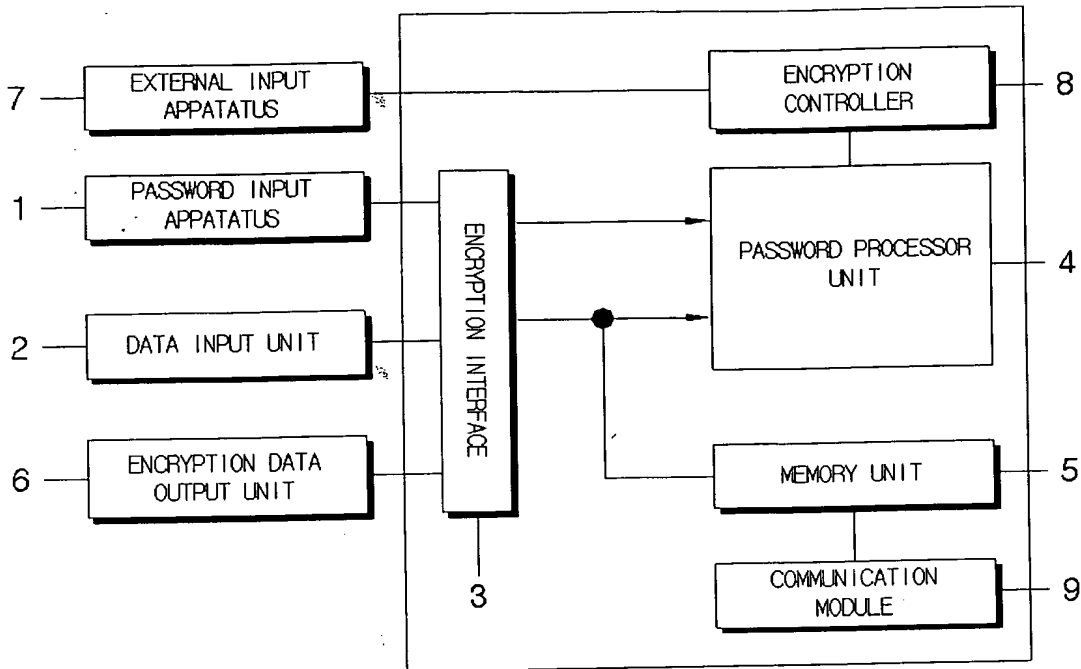 7
EXTERNAL INPUT
APPATATUS
ENCRYPTION
CONTROLLER
8
1
PASSWORD INPUT
APPATATUS
ENCRYPTION INTERFACE
PASSWORD PROCESSOR
UNIT
4
2
DATA INPUT UNIT
6
ENCRYPTION DATA
OUTPUT UNIT
MEMORY UNIT
5
3
COMMUNICATION
MODULE
9